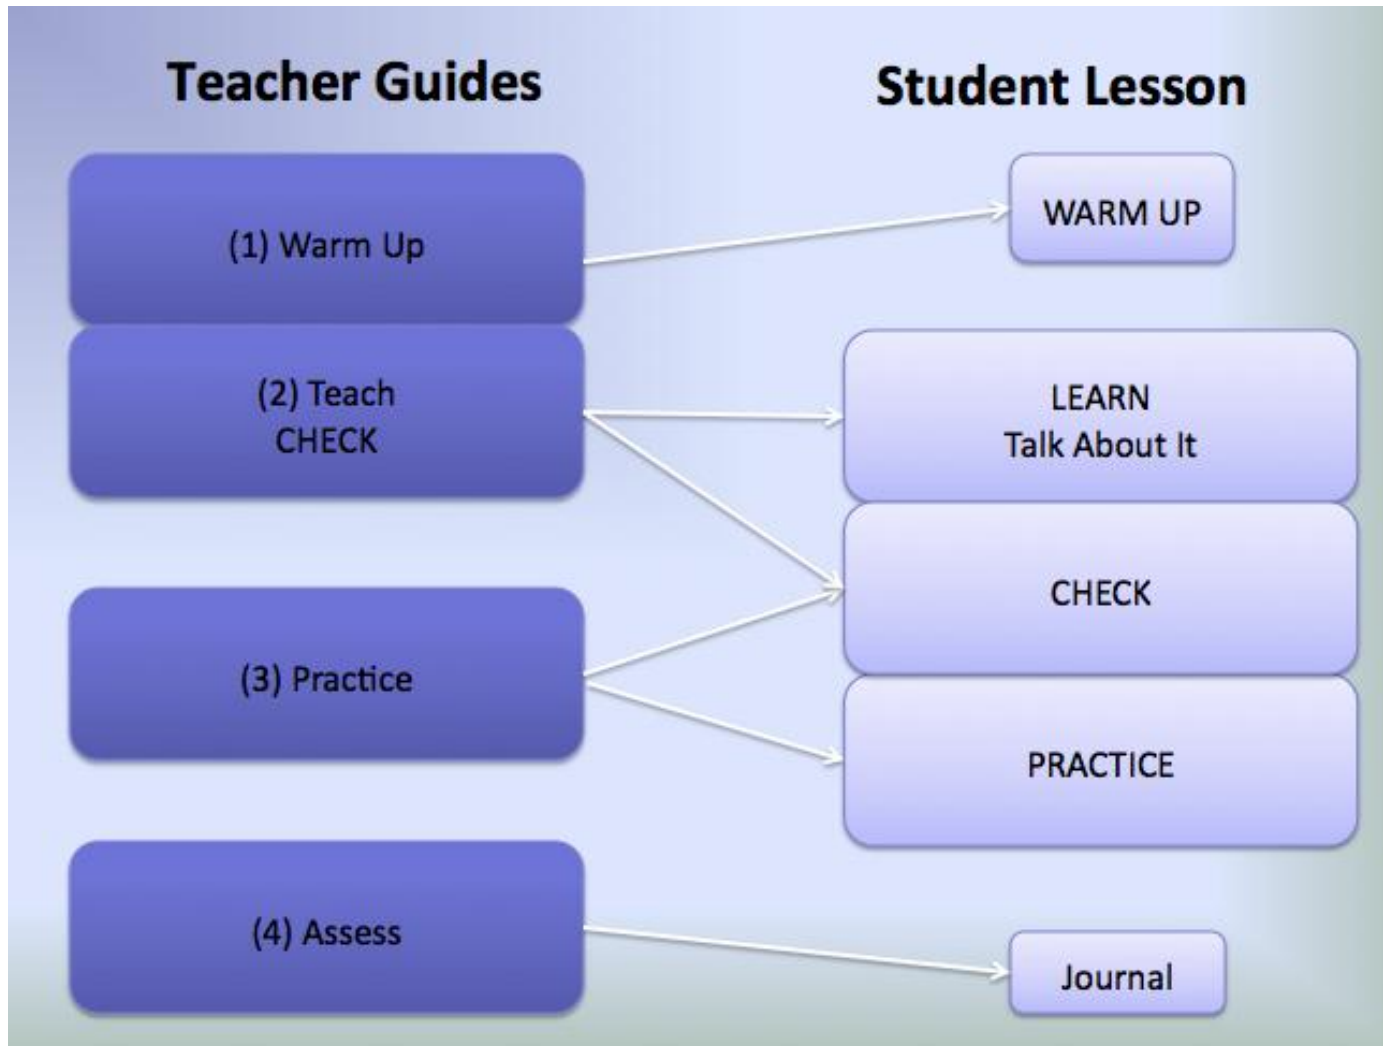 Teacher Guides
(1) Warm Up
(2) Teach
CHECK
(3) Practice
(4) Assess
Student Lesson
WARM UP
LEARN
Talk About It
CHECK
PRACTICE
Journal